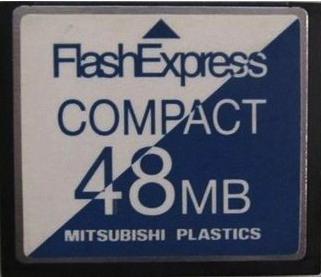 FlashExpress
COMPACT
48MB
MITSUBISHI PLASTICS